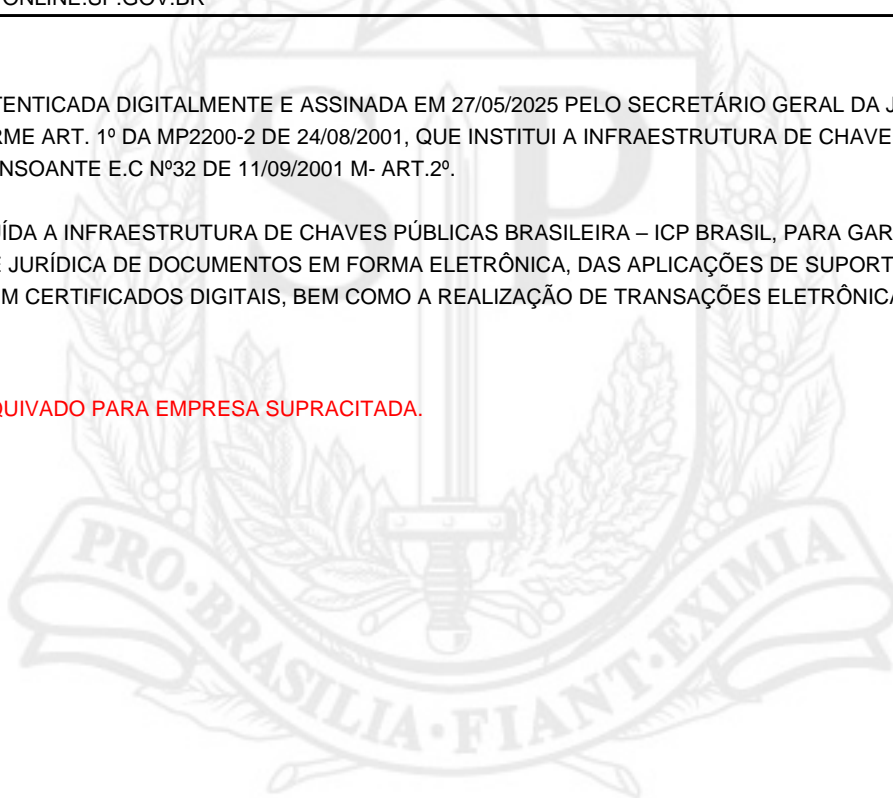 ONLINE.SP.GOV.BR
TENTICADA DIGITALMENTE E ASSINADA EM 27/05/2025 PELO SECRETÁRIO GERAL DA J
RME ART. 1º DA MP2200-2 DE 24/08/2001, QUE INSTITUI A INFRAESTRUTURA DE CHAVE
NSOANTE E.C Nº32 DE 11/09/2001 M- ART.2º.
UÍDA A INFRAESTRUTURA DE CHAVES PÚBLICAS BRASILEIRA – ICP BRASIL, PARA GAR
E JURÍDICA DE DOCUMENTOS EM FORMA ELETRÔNICA, DAS APLICAÇÕES DE SUPORT
M CERTIFICADOS DIGITAIS, BEM COMO A REALIZAÇÃO DE TRANSAÇÕES ELETRÔNICA
QUIVADO PARA EMPRESA SUPRACITADA.
SP
PRO·BRASILIA·FIANT·EXIMIA